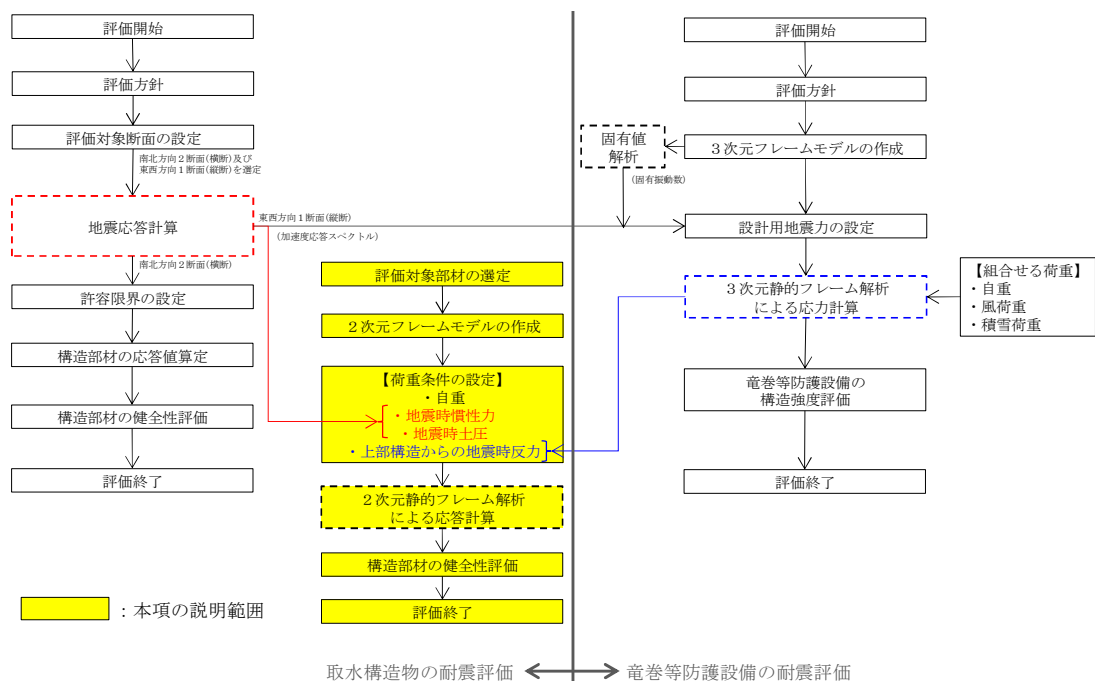 評価開始
評価方針
評価対象断面の設定
南北方向2断面(横断)及び
東西方向1断面(縦断)を選定
地震応答計算
東西方向1断面(縦断)
(加速度応答スペクトル)
南北方向2断面(横断)
許容限界の設定
構造部材の応答値算定
構造部材の健全性評価
評価終了
評価対象部材の選定
2次元フレームモデルの作成
【荷重条件の設定】
・自重
・地震時慣性力
・地震時土圧
・上部構造からの地震時反力
2次元静的フレーム解析
による応答計算
構造部材の健全性評価
評価終了
:本項の説明範囲
評価開始
評価方針
固有値
解析
3次元フレームモデルの作成
(固有振動数)
設計用地震力の設定
3次元静的フレーム解析
による応力計算
【組合せる荷重】
・自重
・風荷重
・積雪荷重
竜巻等防護設備の
構造強度評価
評価終了
取水構造物の耐震評価
竜巻等防護設備の耐震評価